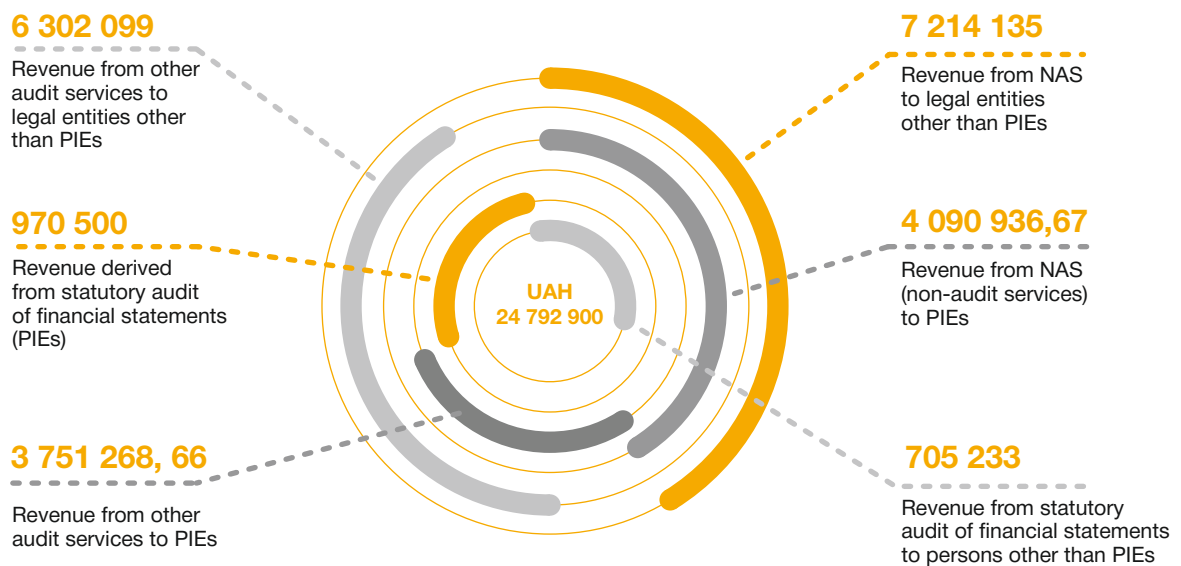 6 302 099
Revenue from other
audit services to
legal entities other
than PIEs
970 500
Revenue derived
from statutory audit
of financial statements
(PIEs)
3 751 268, 66
Revenue from other
audit services to PIEs
UAH
24 792 900
7 214 135
Revenue from NAS
to legal entities
other than PIEs
4 090 936,67
Revenue from NAS
(non-audit services)
to PIEs
705 233
Revenue from statutory
audit of financial statements
to persons other than PIEs